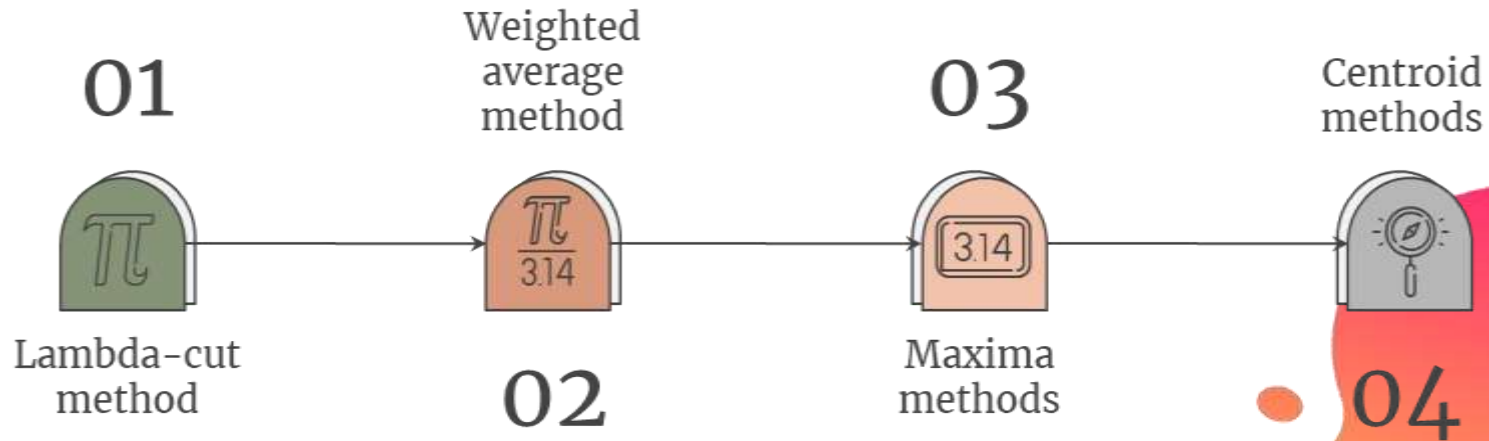 01
π
Lambda-cut
method
Weighted
average
method
π
3.14
02
03
3.14
Maxima
methods
Centroid
methods
04